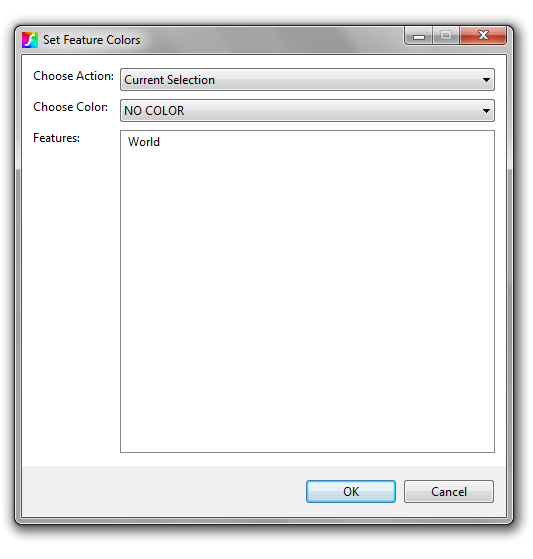 Set Feature Colors
Choose Action: Current Selection
Choose Color: NO COLOR
Features: World
OK Cancel